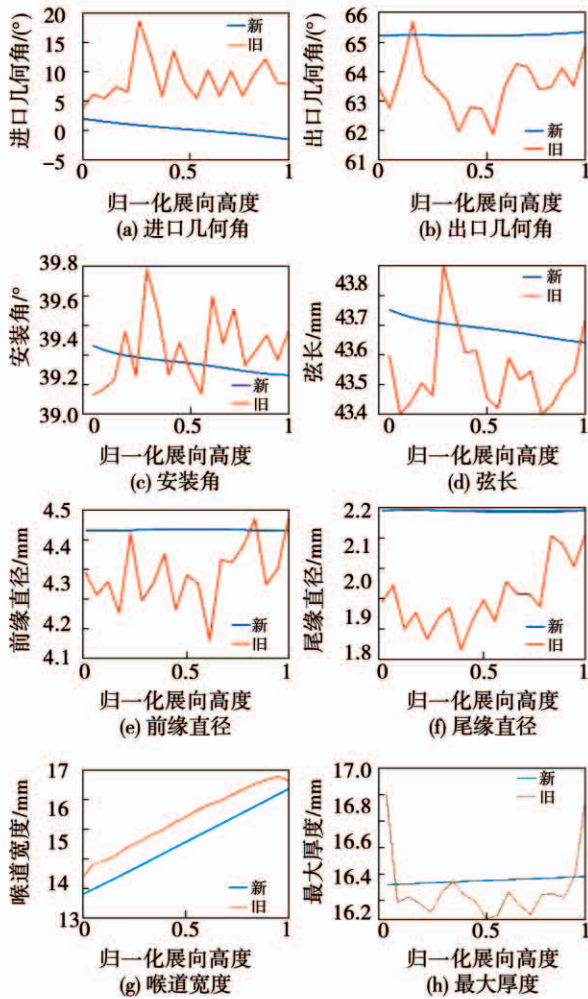 20
15
10
5
0
−5
进口几何角/(°)
新
旧
0
0.5
1
归一化展向高度
(a) 进口几何角
66
65
64
63
62
61
出口几何角/(°)
新
旧
0
0.5
1
归一化展向高度
(b) 出口几何角
39.8
39.6
39.4
39.2
39.0
安装角/°
新
旧
0
0.5
1
归一化展向高度
(c) 安装角
43.8
43.7
43.6
43.5
43.4
弦长/mm
新
旧
0
0.5
1
归一化展向高度
(d) 弦长
4.5
4.4
4.3
4.2
4.1
前缘直径/mm
新
旧
0
0.5
1
归一化展向高度
(e) 前缘直径
2.2
2.1
2.0
1.9
1.8
尾缘直径/mm
新
旧
0
0.5
1
归一化展向高度
(f) 尾缘直径
17
16
15
14
13
喉道宽度/mm
新
旧
0
0.5
1
归一化展向高度
(g) 喉道宽度
17.0
16.8
16.4
16.2
最大厚度/mm
新
旧
0
0.5
1
归一化展向高度
(h) 最大厚度